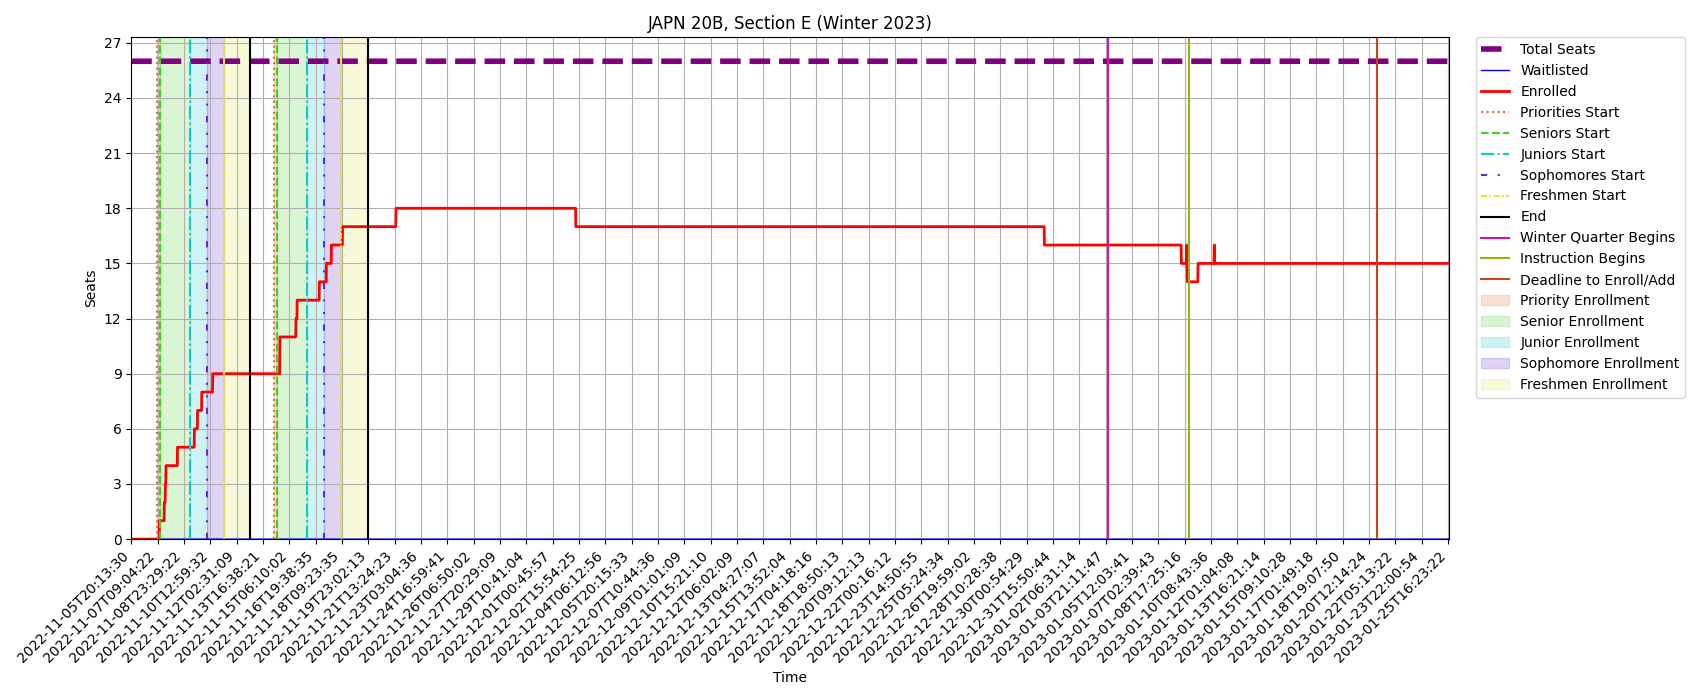 JAPN 20B, Section E (Winter 2023)
27
24
21
18
15
12
9
6
3
0
Seats
2022-11-05T20:13:30
2022-11-07T09:04:22
2022-11-08T23:29:22
2022-11-10T12:59:32
2022-11-12T02:31:09
2022-11-13T16:38:21
2022-11-15T06:10:02
2022-11-16T19:38:35
2022-11-18T09:23:35
2022-11-19T23:02:13
2022-11-21T13:24:23
2022-11-23T03:04:36
2022-11-24T16:59:41
2022-11-26T06:50:02
2022-11-27T20:29:09
2022-11-29T10:41:04
2022-12-01T00:45:57
2022-12-02T15:54:25
2022-12-04T06:12:56
2022-12-05T20:15:33
2022-12-07T10:44:36
2022-12-09T01:01:09
2022-12-10T15:21:10
2022-12-12T06:02:09
2022-12-13T04:27:07
2022-12-15T13:52:04
2022-12-17T04:18:16
2022-12-18T18:50:13
2022-12-20T09:12:13
2022-12-22T00:16:12
2022-12-23T14:50:55
2022-12-25T05:24:34
2022-12-26T19:59:02
2022-12-28T10:28:38
2022-12-30T00:54:29
2022-12-31T15:50:44
2023-01-02T06:31:14
2023-01-03T21:11:47
2023-01-05T12:03:41
2023-01-07T02:39:43
2023-01-08T17:25:16
2023-01-10T08:43:36
2023-01-12T01:04:08
2023-01-13T16:21:14
2023-01-15T09:10:28
2023-01-17T01:49:18
2023-01-18T19:07:50
2023-01-20T12:14:24
2023-01-22T05:13:22
2023-01-23T22:00:54
2023-01-25T16:23:22
Time
Total Seats
Waitlisted
Enrolled
Priorities Start
Seniors Start
Juniors Start
Sophomores Start
Freshmen Start
End
Winter Quarter Begins
Instruction Begins
Deadline to Enroll/Add
Priority Enrollment
Senior Enrollment
Junior Enrollment
Sophomore Enrollment
Freshmen Enrollment